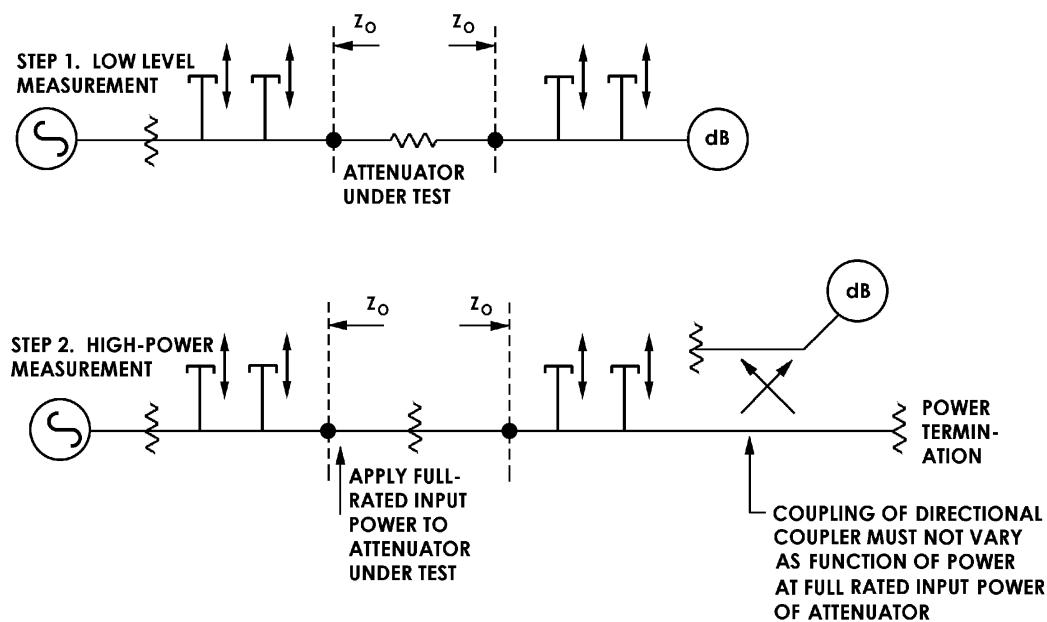 Z₀ Z₀
STEP 1. LOW LEVEL
MEASUREMENT
dB
ATTENUATOR
UNDER TEST
dB
Z₀ Z₀
STEP 2. HIGH-POWER
MEASUREMENT
POWER
TERMIN-
ATION
APPLY FULL-
RATED INPUT
POWER TO
ATTENUATOR
UNDER TEST
COUPLING OF DIRECTIONAL
COUPLER MUST NOT VARY
AS FUNCTION OF POWER
AT FULL RATED INPUT POWER
OF ATTENUATOR